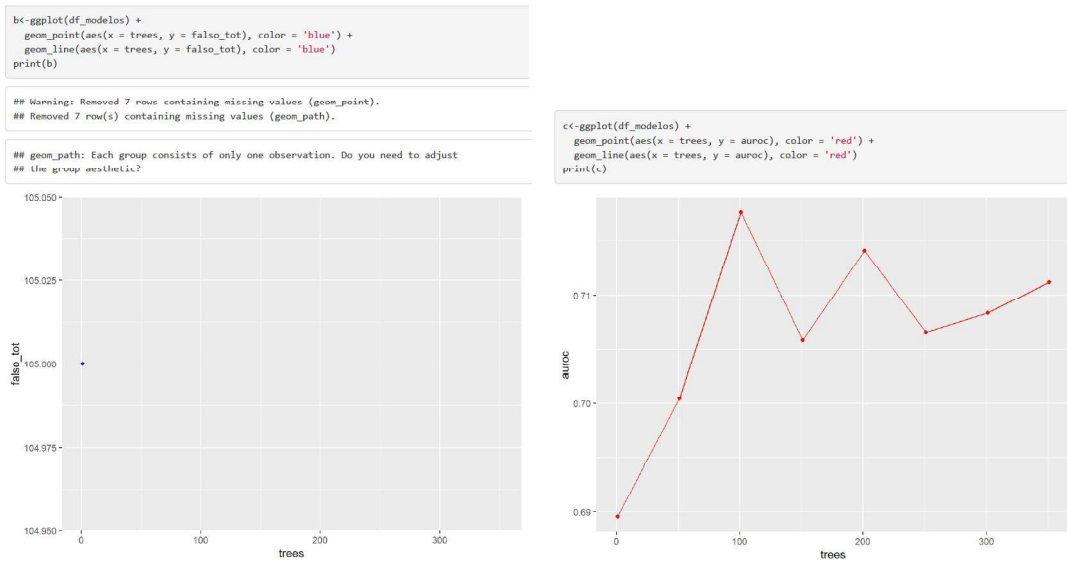 b<-ggplot(df_modelos) +
geom_point(aes(x = trees, y = falso_tot), color = 'blue') +
geom_line(aes(x = trees, y = falso_tot), color = 'blue')
print(b)
## Warning: Removed 7 rows containing missing values (geom_point).
## Removed 7 row(s) containing missing values (geom_path).
## geom_path: Each group consists of only one observation. Do you need to adjust
## the group aesthetic?
105.050
105.025
105.000
104.975
104.950
falso_tot
0 100 200 300
trees
c<-ggplot(df_modelos) +
geom_point(aes(x = trees, y = auroc), color = 'red') +
geom_line(aes(x = trees, y = auroc), color = 'red')
print(c)
0.71
0.70
0.69
auroc
0 100 200 300
trees